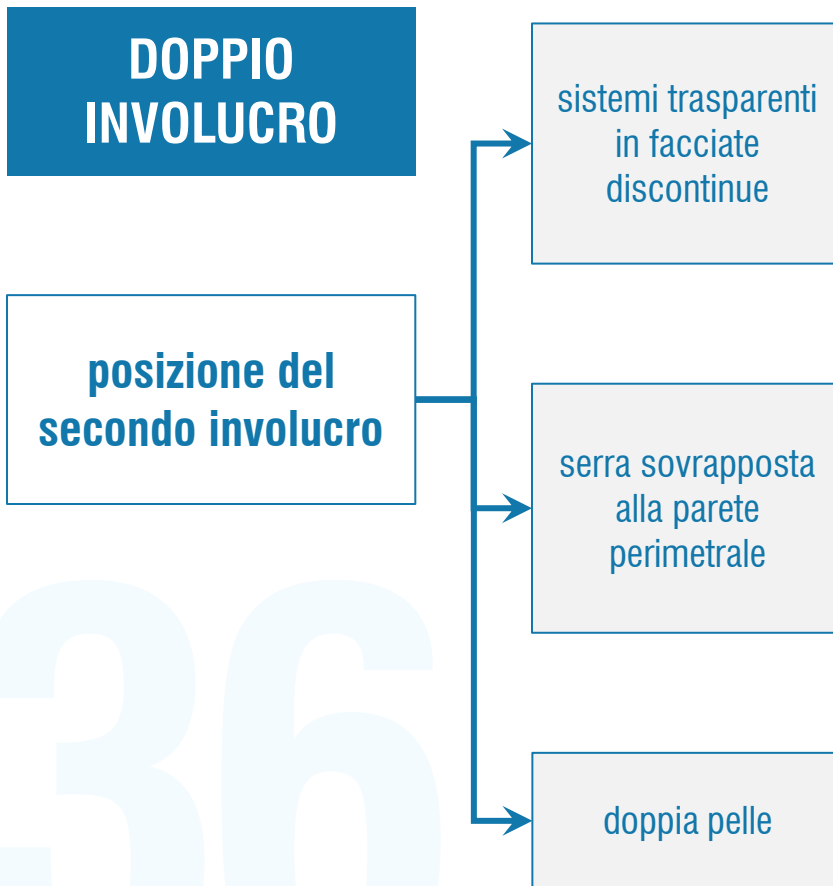 DOPPIO
INVOLUCRO
posizione del
secondo involucro
sistemi trasparenti
in facciate
discontinue
serra sovrapposta
alla parete
perimetrale
doppia pelle
36